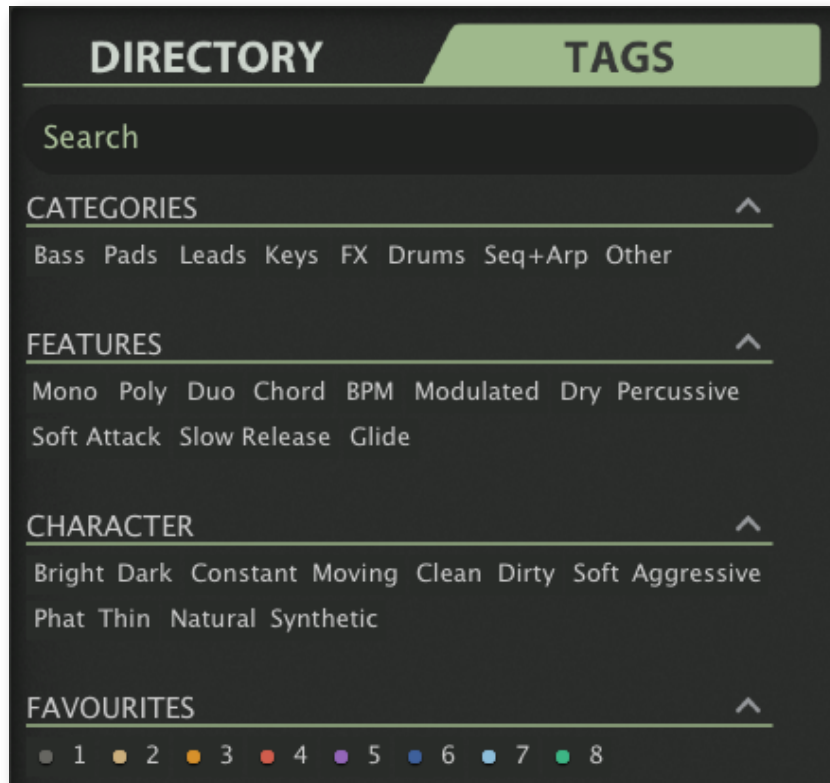 DIRECTORY TAGS
Search
CATEGORIES
Bass Pads Leads Keys FX Drums Seq+Arp Other
FEATURES
Mono Poly Duo Chord BPM Modulated Dry Percussive
Soft Attack Slow Release Glide
CHARACTER
Bright Dark Constant Moving Clean Dirty Soft Aggressive
Phat Thin Natural Synthetic
FAVOURITES
1 2 3 4 5 6 7 8